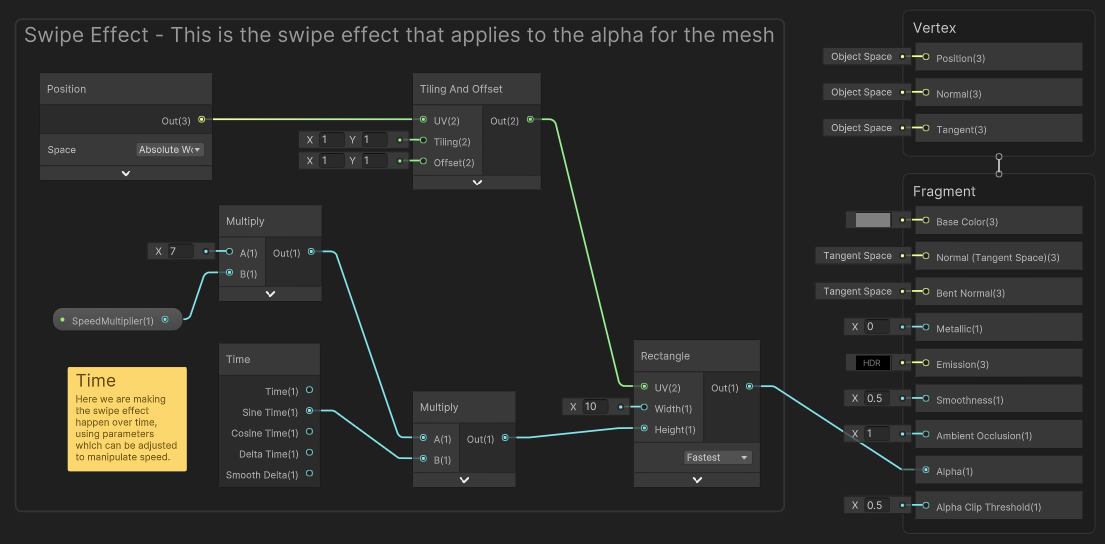 Swipe Effect - This is the swipe effect that applies to the alpha for the mesh
Position
Out(3)
Space
Absolute W
Tiling And Offset
UV(2)
Out(2)
X 1 Y 1
Tiling(2)
X 1 Y 1
Offset(2)
Multiply
X 7
A(1)
Out(1)
B(1)
SpeedMultiplier(1)
Time
Here we are making
the swipe effect
happen over time,
using parameters
which can be adjusted
to manipulate speed.
Time
Time(1)
Sine Time(1)
Cosine Time(1)
Delta Time(1)
Smooth Delta(1)
Multiply
A(1)
Out(1)
B(1)
Rectangle
UV(2)
Out(1)
X 10
Width(1)
Height(1)
Fastest
Vertex
Object Space
Position(3)
Object Space
Normal(3)
Object Space
Tangent(3)
Fragment
Base Color(3)
Tangent Space
Normal (Tangent Space)(3)
Tangent Space
Bent Normal(3)
X 0
Metallic(1)
HDR
Emission(3)
X 0.5
Smoothness(1)
X 1
Ambient Occlusion(1)
Alpha(1)
X 0.5
Alpha Clip Threshold(1)